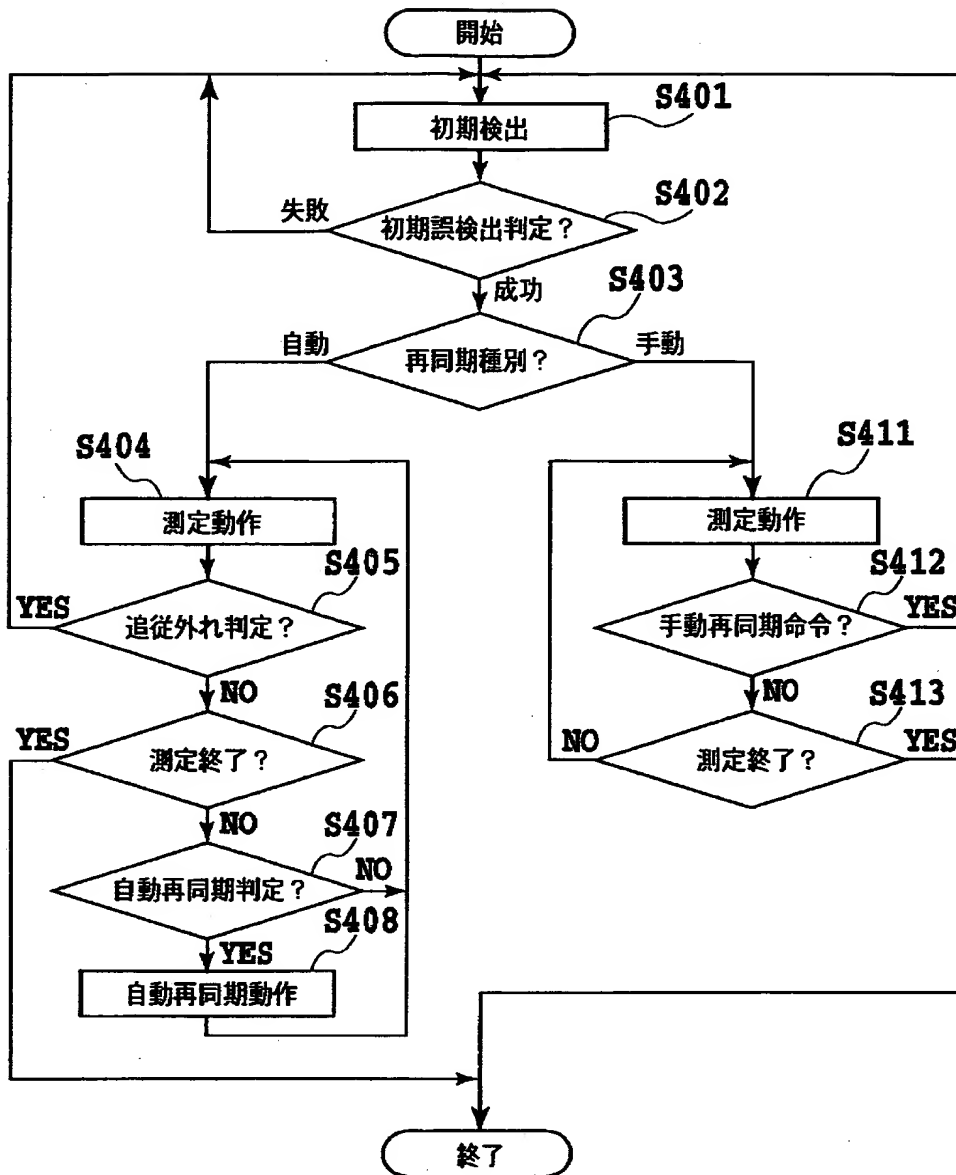 開始
S401
初期検出
S402
失敗
初期誤検出判定？
成功
S403
自動
再同期種別？
手動
S404
測定動作
S405
YES
追従外れ判定？
NO
S406
YES
測定終了？
NO
S407
自動再同期判定？
NO
S408
YES
自動再同期動作
S411
測定動作
S412
手動再同期命令？
YES
NO
S413
NO
測定終了？
YES
終了